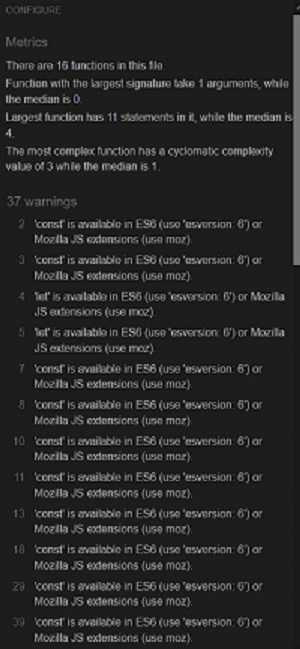 CONFIGURE
Metrics
There are 16 functions in this file.
Function with the largest signature take 1 arguments, while
the median is 0.
Largest function has 11 statements in it, while the median is
4.
The most complex function has a cyclomatic complexity
value of 3 while the median is 1.
37 warnings
2 'const' is available in ES6 (use 'esversion: 6') or
Mozilla JS extensions (use moz).
3 'const' is available in ES6 (use 'esversion: 6') or
Mozilla JS extensions (use moz).
4 'let' is available in ES6 (use 'esversion: 6') or Mozilla
JS extensions (use moz).
5 'let' is available in ES6 (use 'esversion: 6') or Mozilla
JS extensions (use moz).
7 'const' is available in ES6 (use 'esversion: 6') or
Mozilla JS extensions (use moz).
8 'const' is available in ES6 (use 'esversion: 6') or
Mozilla JS extensions (use moz).
10 'const' is available in ES6 (use 'esversion: 6') or
Mozilla JS extensions (use moz).
11 'const' is available in ES6 (use 'esversion: 6') or
Mozilla JS extensions (use moz).
13 'const' is available in ES6 (use 'esversion: 6') or
Mozilla JS extensions (use moz).
18 'const' is available in ES6 (use 'esversion: 6') or
Mozilla JS extensions (use moz).
29 'const' is available in ES6 (use 'esversion: 6') or
Mozilla JS extensions (use moz).
39 'const' is available in ES6 (use 'esversion: 6') or
Mozilla JS extensions (use moz).